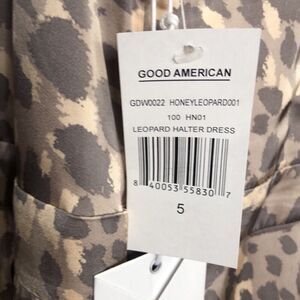 GOOD AMERICAN
GDW0022 HONEYLEOPARD001
100 HN01
LEOPARD HALTER DRESS
8 40053 55830 7
5